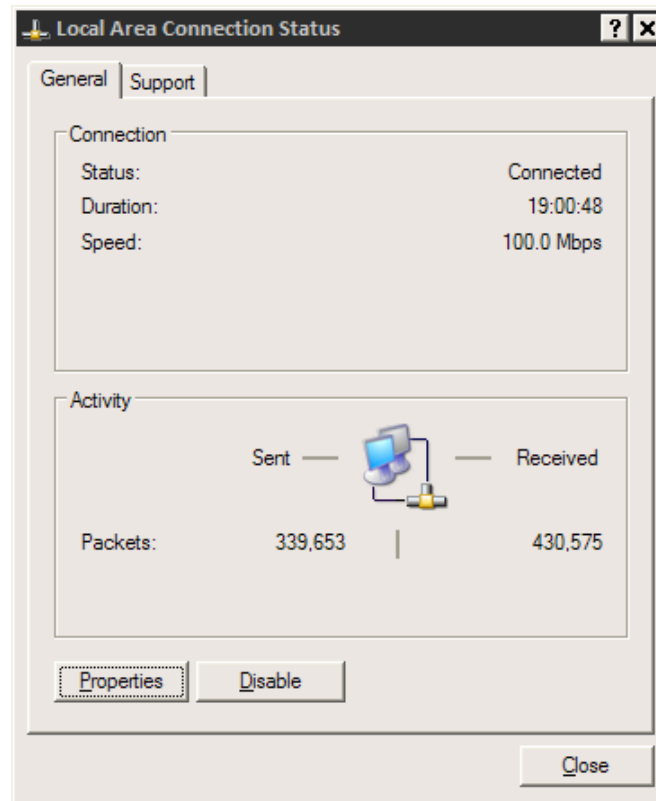 Local Area Connection Status
General Support
Connection
Status: Connected
Duration: 19:00:48
Speed: 100.0 Mbps
Activity
Sent Received
Packets: 339,653 430,575
Properties Disable
Close